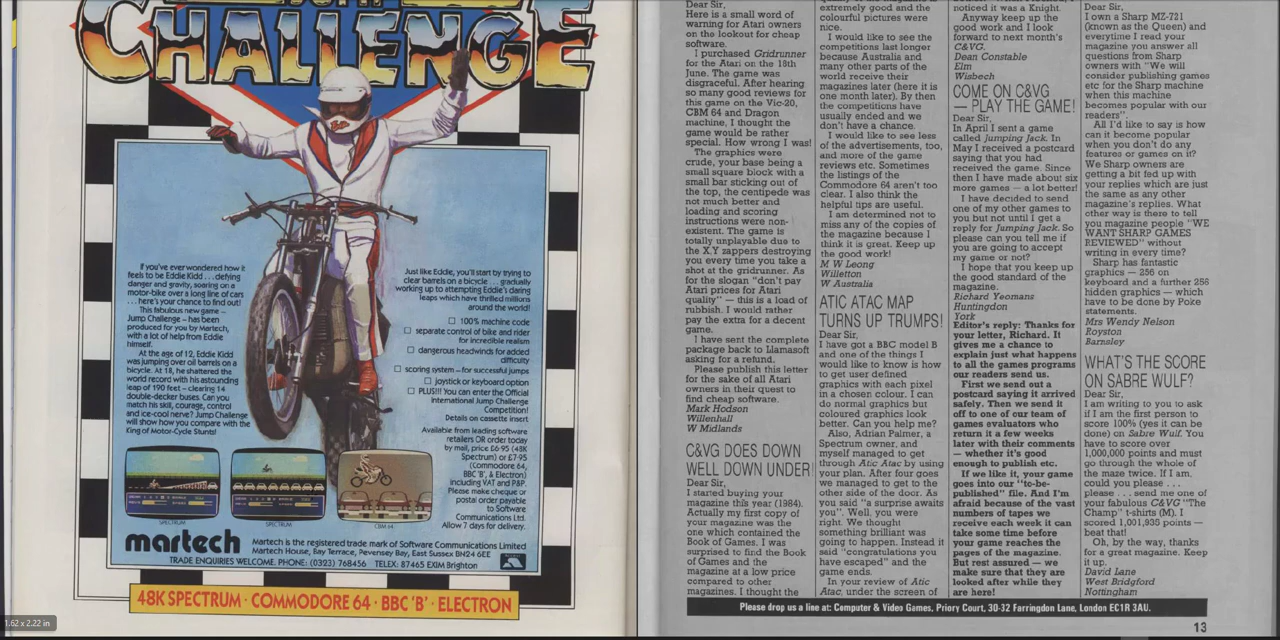 JUMP
CHALLENGE
If you've ever wondered how it
feels to be Eddie Kidd . . . defying
danger and gravity, soaring on a
motor-bike over a long line of cars
. . . here's your chance to find out!
This fabulous new game –
Jump Challenge – has been
produced for you by Martech,
with a lot of help from Eddie
himself.
At the age of 12, Eddie Kidd
was jumping over oil barrels on a
bicycle. At 18, he shattered the
world record with his astounding
leap of 190 feet – clearing 14
double-decker buses. Can you
match his skill, courage, control
and ice-cool nerve? Jump Challenge
will show how you compare with the
King of Motor-Cycle Stunts!
Just like Eddie, you'll start by trying to
clear barrels on a bicycle . . . gradually
working up to attempting Eddie's daring
leaps which have thrilled millions
around the world!
☐ 100% machine code
☐ separate control of bike and rider
for incredible realism
☐ dangerous headwinds for added
difficulty
☐ scoring system – for successful jumps
☐ joystick or keyboard option
☐ PLUS!!! You can enter the Official
International Jump Challenge
Competition!
Details on cassette insert
Available from leading software
retailers OR order today
by mail, price £6·95 (48K
Spectrum) or £7·95
(Commodore 64,
BBC 'B', & Electron)
including VAT and P&P.
Please make cheque or
postal order payable
to Software
Communications Ltd.
Allow 7 days for delivery.
SPECTRUM
SPECTRUM
CBM 64
martech
Martech is the registered trade mark of Software Communications Limited
Martech House, Bay Terrace, Pevensey Bay, East Sussex BN24 6EE
TRADE ENQUIRIES WELCOME. PHONE: (0323) 768456 TELEX: 87465 EXIM Brighton
48K SPECTRUM · COMMODORE 64 · BBC 'B' · ELECTRON
1.62 x 2.22 in
Dear Sir,
Here is a small word of
warning for Atari owners
on the lookout for cheap
software.
I purchased Gridrunner
for the Atari on the 18th
June. The game was
disgraceful. After hearing
so many good reviews for
this game on the Vic-20,
CBM 64 and Dragon
machine, I thought the
game would be rather
special. How wrong I was!
The graphics were
crude, your base being a
small square block with a
small bar sticking out of
the top, the centipede was
not much better and
loading and scoring
instructions were non-
existent. The game is
totally unplayable due to
the X,Y zappers destroying
you every time you take a
shot at the gridrunner. As
for the slogan "don't pay
Atari prices for Atari
quality" — this is a load of
rubbish. I would rather
pay the extra for a decent
game.
I have sent the complete
package back to Llamasoft
asking for a refund.
Please publish this letter
for the sake of all Atari
owners in their quest to
find cheap software.
Mark Hodson
Willenhall
W Midlands
C&VG DOES DOWN
WELL DOWN UNDER!
Dear Sir,
I started buying your
magazine this year (1984).
Actually my first copy of
your magazine was the
one which contained the
Book of Games. I was
surprised to find the Book
of Games and the
magazine at a low price
compared to other
magazines. I thought the
extremely good and the
colourful pictures were
nice.
I would like to see the
competitions last longer
because Australia and
many other parts of the
world receive their
magazines later (here it is
one month later). By then
the competitions have
usually ended and we
don't have a chance.
I would like to see less
of the advertisements, too,
and more of the game
reviews etc. Sometimes
the listings of the
Commodore 64 aren't too
clear. I also think the
helpful tips are useful.
I am determined not to
miss any of the copies of
the magazine because I
think it is great. Keep up
the good work!
M W Leong
Willetton
W Australia
ATIC ATAC MAP
TURNS UP TRUMPS!
Dear Sir,
I have got a BBC model B
and one of the things I
would like to know is how
to get user defined
graphics with each pixel
in a chosen colour. I can
do normal graphics but
coloured graphics look
better. Can you help me?
Also, Adrian Palmer, a
Spectrum owner, and
myself managed to get
through Atic Atac by using
your plan. After four goes
we managed to get to the
other side of the door. As
you said "a surprise awaits
you". Well, you were
right. We thought
something brilliant was
going to happen. Instead it
said "congratulations you
have escaped" and the
game ends.
In your review of Atic
Atac, under the screen of
noticed it was a Knight.
Anyway keep up the
good work and I look
forward to next month's
C&VG.
Dean Constable
Elm
Wisbech
COME ON C&VG
— PLAY THE GAME!
Dear Sir,
In April I sent a game
called Jumping Jack. In
May I received a postcard
saying that you had
received the game. Since
then I have made about six
more games — a lot better!
I have decided to send
one of my other games to
you but not until I get a
reply for Jumping Jack. So
please can you tell me if
you are going to accept
my game or not?
I hope that you keep up
the good standard of the
magazine.
Richard Yeomans
Huntingdon
York
Editor's reply: Thanks for
your letter, Richard. It
gives me a chance to
explain just what happens
to all the games programs
our readers send us.
First we send out a
postcard saying it arrived
safely. Then we send it
off to one of our team of
games evaluators who
return it a few weeks
later with their comments
— whether it's good
enough to publish etc.
If we like it, your game
goes into our "to-be-
published" file. And I'm
afraid because of the vast
numbers of tapes we
receive each week it can
take some time before
your game reaches the
pages of the magazine.
But rest assured — we
make sure that they are
looked after while they
are here!
Dear Sir,
I own a Sharp MZ-721
(known as the Queen) and
everytime I read your
magazine you answer all
questions from Sharp
owners with "We will
consider publishing games
etc for the Sharp machine
when this machine
becomes popular with our
readers".
All I'd like to say is how
can it become popular
when you don't do any
features or games on it?
We Sharp owners are
getting a bit fed up with
your replies which are just
the same as any other
magazine's replies. What
other way is there to tell
you magazine people "WE
WANT SHARP GAMES
REVIEWED" without
writing in every time?
Sharp has fantastic
graphics — 256 on
keyboard and a further 256
hidden graphics — which
have to be done by Poke
statements.
Mrs Wendy Nelson
Royston
Barnsley
WHAT'S THE SCORE
ON SABRE WULF?
Dear Sir,
I am writing to you to ask
if I am the first person to
score 100% (yes it can be
done) on Sabre Wulf. You
have to score over
1,000,000 points and must
go through the whole of
the maze twice. If I am,
could you please . . .
please . . . send me one of
your fabulous C&VG "The
Champ" t-shirts (M). I
scored 1,001,935 points —
beat that!
Oh, by the way, thanks
for a great magazine. Keep
it up.
David Lane
West Bridgford
Nottingham
Please drop us a line at: Computer & Video Games, Priory Court, 30-32 Farringdon Lane, London EC1R 3AU.
13